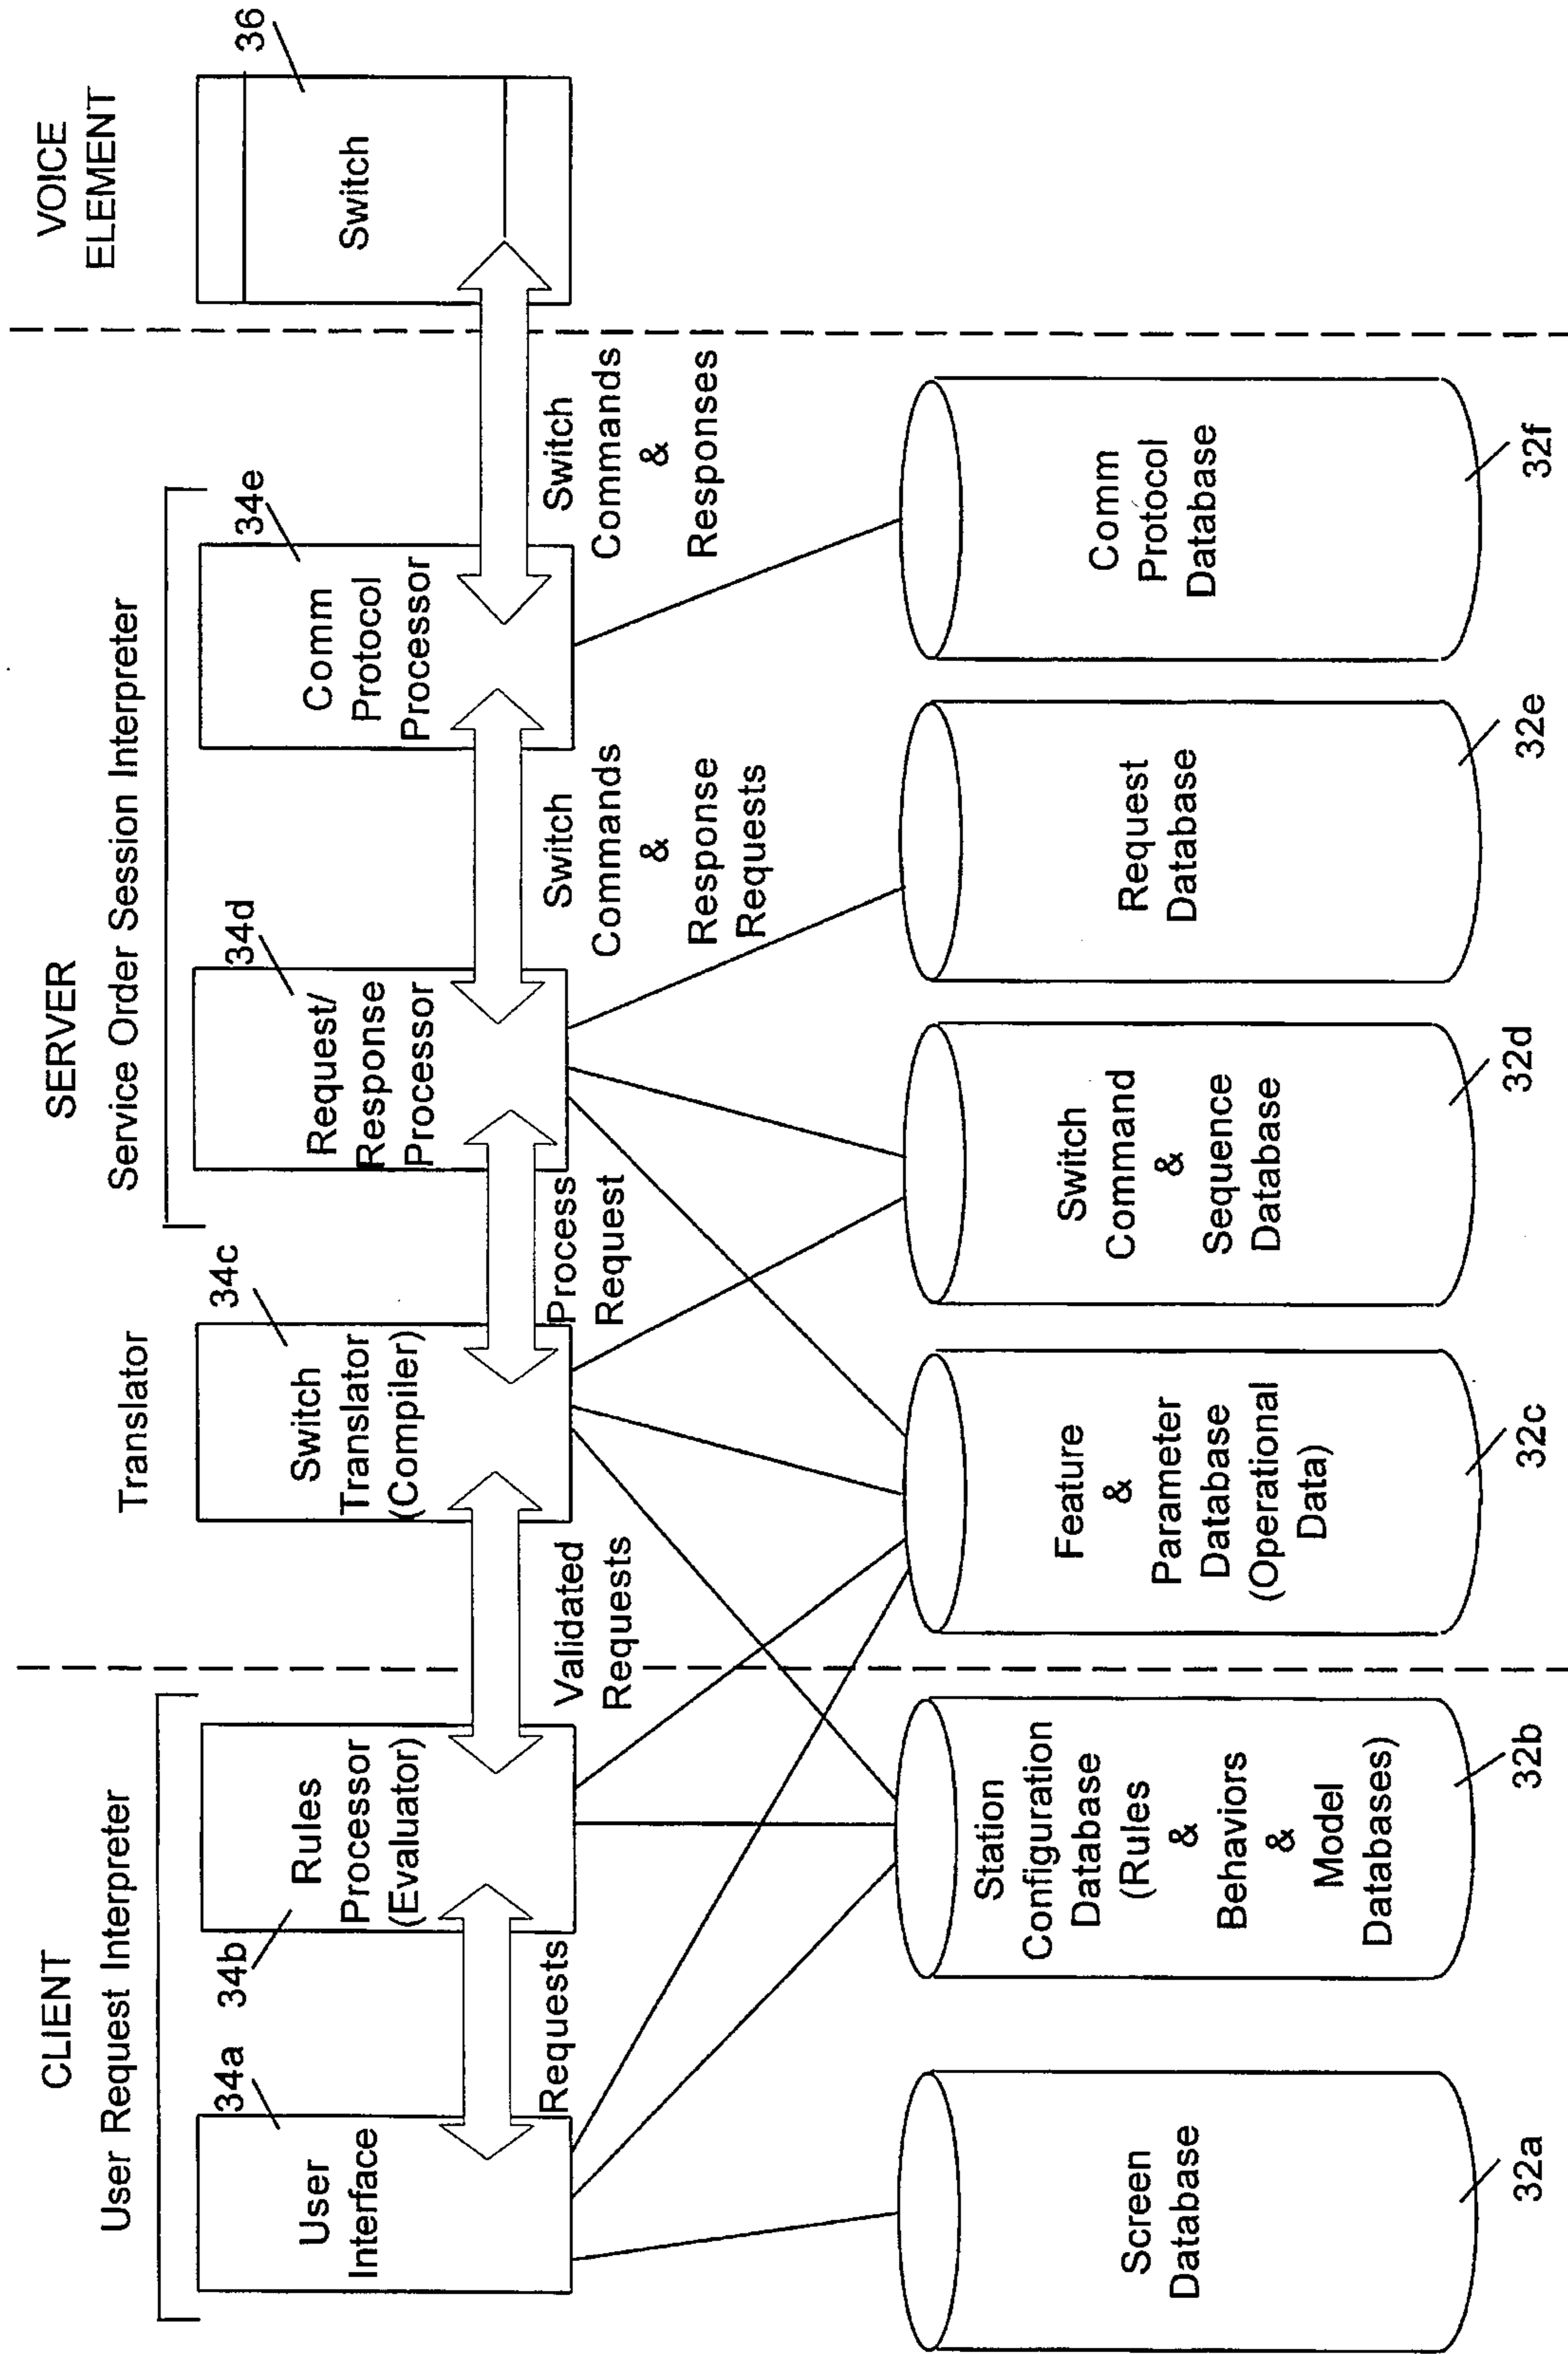 CLIENT
User Request Interpreter
SERVER
Translator
Service Order Session Interpreter
VOICE
ELEMENT
34a
User
Interface
Requests
34b
Rules
Processor
(Evaluator)
Validated
Requests
34c
Switch
Translator
(Compiler)
Process
Request
34d
Request/
Response
Processor
Switch
Commands
&
Response
Requests
34e
Comm
Protocol
Processor
Switch
Commands
&
Responses
36
Switch
Screen
Database
32a
Station
Configuration
Database
(Rules
&
Behaviors
&
Model
Databases)
32b
Feature
&
Parameter
Database
(Operational
Data)
32c
Switch
Command
&
Sequence
Database
32d
Request
Database
32e
Comm
Protocol
Database
32f